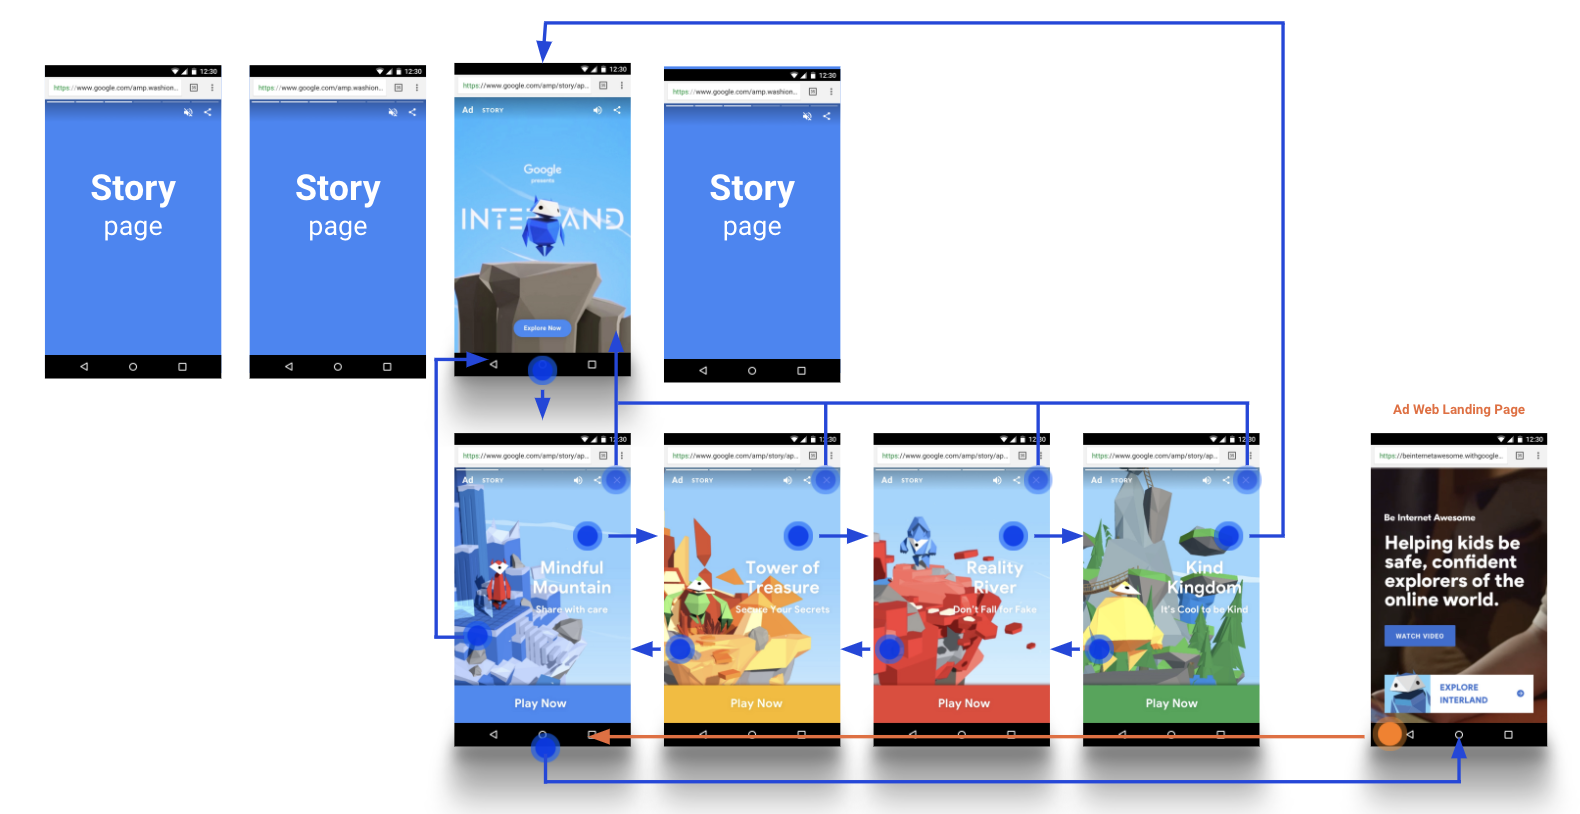 12:30
https://www.google.com/amp.washion...
Story
page
12:30
https://www.google.com/amp.washion...
Story
page
12:30
https://www.google.com/amp/story/ap...
Ad STORY
Google
presents
INTERLAND
Explore Now
12:30
https://www.google.com/amp.washion...
Story
page
12:30
https://www.google.com/amp/story/ap...
Ad STORY
Mindful
Mountain
Share with care
Play Now
12:30
https://www.google.com/amp/story/ap...
Ad STORY
Tower of
Treasure
Secure Your Secrets
Play Now
12:30
https://www.google.com/amp/story/ap...
Ad STORY
Reality
River
Don't Fall for Fake
Play Now
12:30
https://www.google.com/amp/story/ap...
Ad STORY
Kind
Kingdom
It's Cool to be Kind
Play Now
Ad Web Landing Page
12:30
https://beinternetawesome.withgoogle...
Be Internet Awesome
Helping kids be
safe, confident
explorers of the
online world.
WATCH VIDEO
EXPLORE
INTERLAND